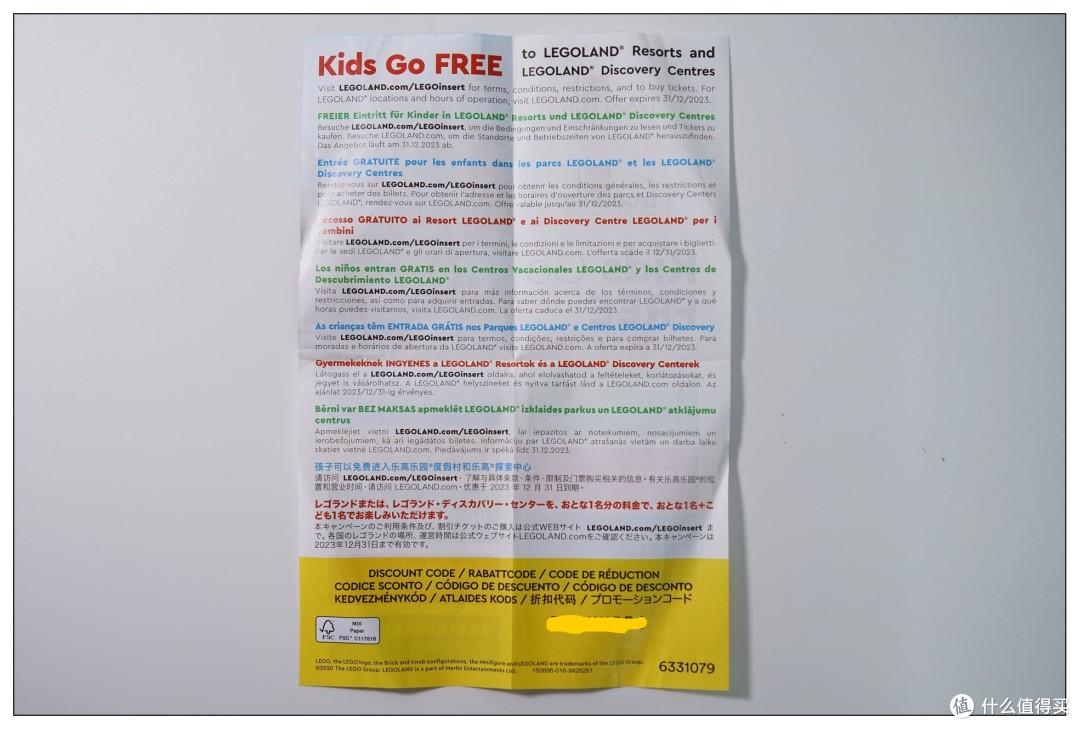 Kids Go FREE
to LEGOLAND® Resorts and
LEGOLAND® Discovery Centres
Visit LEGOLAND.com/LEGOinsert for terms, conditions, restrictions, and to buy tickets. For
LEGOLAND® locations and hours of operation, visit LEGOLAND.com. Offer expires 31/12/2023.
FREIER Eintritt für Kinder in LEGOLAND® Resorts und LEGOLAND® Discovery Centres
Besuche LEGOLAND.com/LEGOinsert, um die Bedingungen und Einschränkungen zu lesen und Tickets zu
kaufen. Besuche LEGOLAND.com, um die Standorte und Betriebszeiten von LEGOLAND® herauszufinden.
Das Angebot läuft am 31.12.2023 ab.
Entrée GRATUITE pour les enfants dans les parcs LEGOLAND® et les LEGOLAND®
Discovery Centres
Rendez-vous sur LEGOLAND.com/LEGOinsert pour obtenir les conditions générales, les restrictions et
pour acheter des billets. Pour obtenir l'adresse et les horaires d'ouverture des parcs et Discovery Centers
LEGOLAND®, rendez-vous sur LEGOLAND.com. Offre valable jusqu'au 31/12/2023.
Accesso GRATUITO ai Resort LEGOLAND® e ai Discovery Centre LEGOLAND® per i
bambini
Visitare LEGOLAND.com/LEGOinsert per i termini, le condizioni e le limitazioni e per acquistare i biglietti.
Per le sedi LEGOLAND® e gli orari di apertura, visitare LEGOLAND.com. L'offerta scade il 12/31/2023.
Los niños entran GRATIS en los Centros Vacacionales LEGOLAND® y los Centros de
Descubrimiento LEGOLAND®
Visita LEGOLAND.com/LEGOinsert para más información acerca de los términos, condiciones y
restricciones, así como para adquirir entradas. Para saber dónde puedes encontrar LEGOLAND® y a qué
horas puedes visitarnos, visita LEGOLAND.com. La oferta caduca el 31/12/2023.
As crianças têm ENTRADA GRÁTIS nos Parques LEGOLAND® e Centros LEGOLAND® Discovery
Visite LEGOLAND.com/LEGOinsert para termos, condições, restrições e para comprar bilhetes. Para
moradas e horários de abertura da LEGOLAND® visite LEGOLAND.com. A oferta expira a 31/12/2023.
Gyermekeknek INGYENES a LEGOLAND® Resortok és a LEGOLAND® Discovery Centerek
Látogass el a LEGOLAND.com/LEGOinsert oldalra, ahol elolvashatod a feltételeket, korlátozásokat, és
jegyet is vásárolhatsz. A LEGOLAND® helyszíneket és nyitva tartást lásd a LEGOLAND.com oldalon. Az
ajánlat 2023/12/31-ig érvényes.
Bērni var BEZ MAKSAS apmeklēt LEGOLAND® izklaides parkus un LEGOLAND® atklājumu
centrus
Apmeklējiet vietni LEGOLAND.com/LEGOinsert, lai iepazītos ar noteikumiem, nosacījumiem un
ierobežojumiem, kā arī iegādātos biļetes. Informāciju par LEGOLAND® atrašanās vietām un darba laiku
skatiet vietnē LEGOLAND.com. Piedāvājums ir spēkā līdz 31.12.2023.
孩子可以免费进入乐高乐园®度假村和乐高®探索中心
请访问 LEGOLAND.com/LEGOinsert，了解与具体条款、条件、限制及门票购买相关的信息。有关乐高乐园®的位
置和营业时间，请访问 LEGOLAND.com。优惠于 2023 年 12 月 31 日到期。
レゴランドまたは、レゴランド・ディスカバリー・センターを、おとな1名分の料金で、おとな1名+こ
ども1名でお楽しみいただけます。
本キャンペーンのご利用条件及び、割引チケットのご購入は公式WEBサイト LEGOLAND.com/LEGOinsert ま
で。各国のレゴランドの場所、運営時間は公式ウェブサイトLEGOLAND.comをご確認ください。本キャンペーンは
2023年12月31日まで有効です。
DISCOUNT CODE / RABATTCODE / CODE DE RÉDUCTION
CODICE SCONTO / CÓDIGO DE DESCUENTO / CÓDIGO DE DESCONTO
KEDVEZMÉNYKÓD / ATLAIDES KODS / 折扣代码 / プロモーションコード
FSC
MIX
Paper
FSC® C117818
LEGO, the LEGO logo, the Brick and Knob configurations, the Minifigure and LEGOLAND are trademarks of the LEGO Group.
©2020 The LEGO Group. LEGOLAND is a part of Merlin Entertainments Ltd. 150696-016-9426261
6331079
值 什么值得买